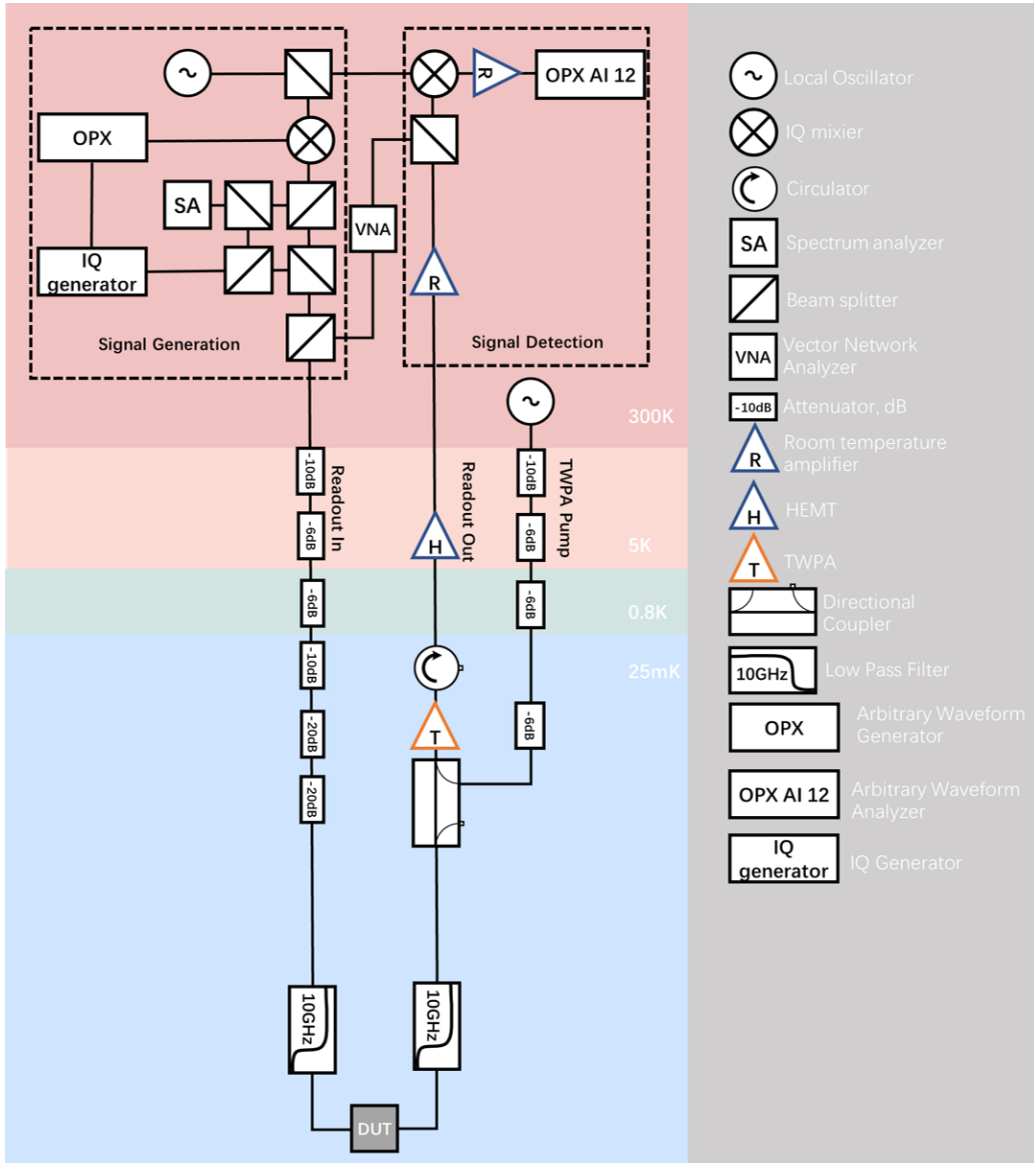 ~
OPX
SA
IQ
generator
Signal Generation
VNA
R
OPX AI 12
R
Signal Detection
~
300K
-10dB
-6dB
Readout In
Readout Out
H
-10dB
-6dB
TWPA Pump
5K
-6dB
-6dB
0.8K
-10dB
-20dB
-20dB
T
-6dB
25mK
10GHz
10GHz
DUT
~
Local Oscillator
IQ mixier
Circulator
SA
Spectrum analyzer
Beam splitter
VNA
Vector Network
Analyzer
-10dB
Attenuator, dB
R
Room temperature
amplifier
H
HEMT
T
TWPA
Directional
Coupler
10GHz
Low Pass Filter
OPX
Arbitrary Waveform
Generator
OPX AI 12
Arbitrary Waveform
Analyzer
IQ
generator
IQ Generator